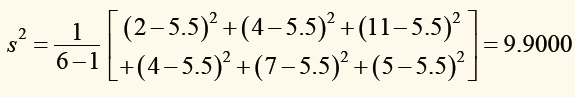 s² = 1/(6−1) [ (2−5.5)² + (4−5.5)² + (11−5.5)²
+ (4−5.5)² + (7−5.5)² + (5−5.5)² ] = 9.9000